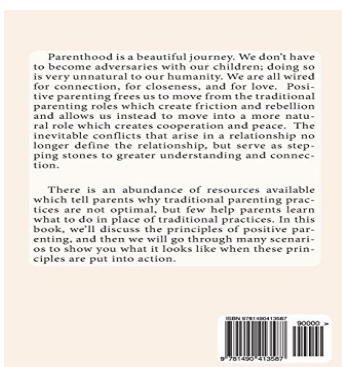 Parenthood is a beautiful journey. We don't have
to become adversaries with our children; doing so
is very unnatural to our humanity. We are all wired
for connection, for closeness, and for love.  Posi-
tive parenting frees us to move from the traditional
parenting roles which create friction and rebellion
and allows us instead to move into a more natu-
ral role which creates cooperation and peace.  The
inevitable conflicts that arise in a relationship no
longer define the relationship, but serve as step-
ping stones to greater understanding and connec-
tion.
There is an abundance of resources available
which tell parents why traditional parenting prac-
tices are not optimal, but few help parents learn
what to do in place of traditional practices. In this
book, we'll discuss the principles of positive par-
enting, and then we will go through many scenari-
os to show you what it looks like when these prin-
ciples are put into action.
ISBN 9781490413587
90000 >
9 781490 413587